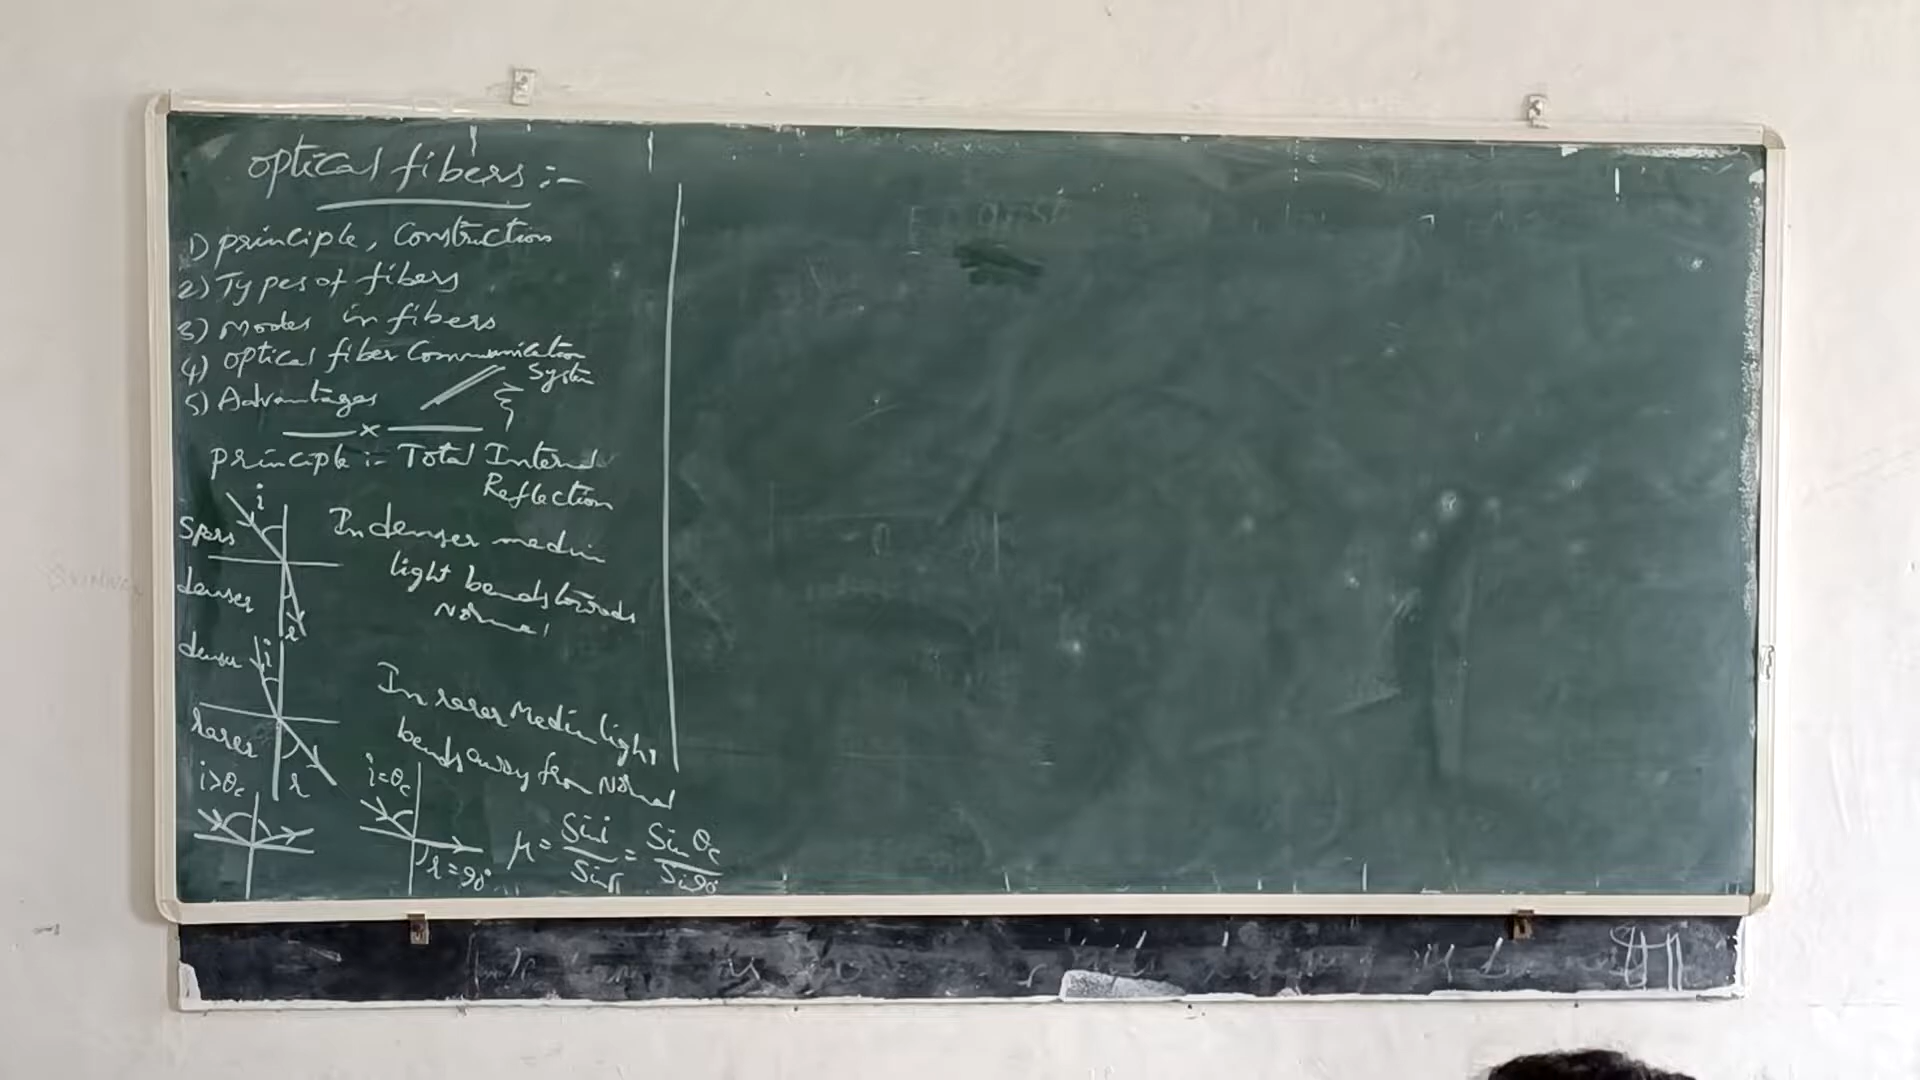 optical fibers :-
1) principle, Construction
2) Types of fibers
3) Modes in fibers
4) optical fiber Communication
System
5) Advantages
x
principle :- Total Internal
Reflection
i
In denser medium
light bends towards
Normal
denser
r
denser
i
In rarer Medium light
bends away from Normal
rarer
r
i>θc
i=θc
r=90°
μ = Sin i / Sin r = Sin θc / Sin 90°